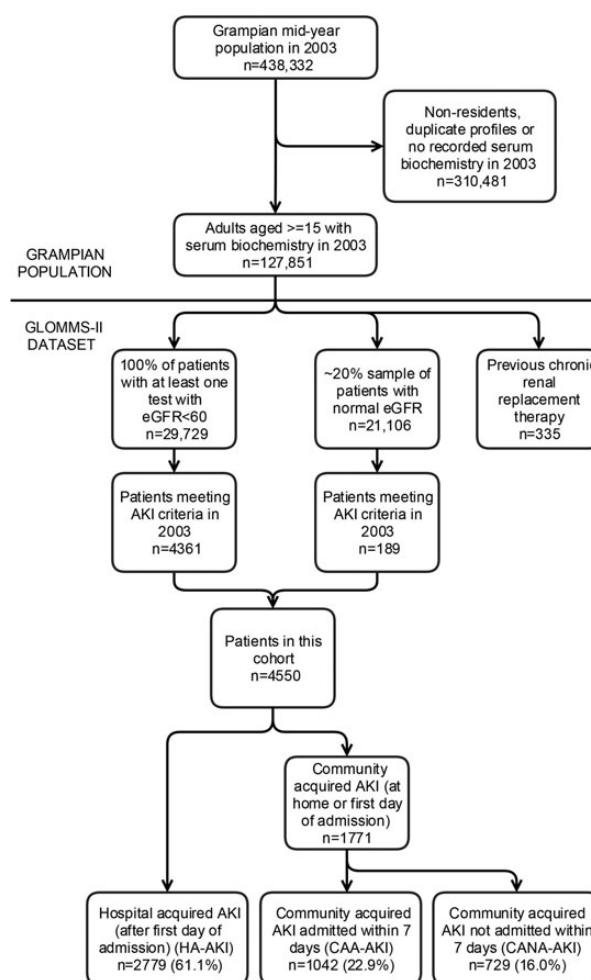 Grampian mid-year
population in 2003
n=438,332
Non-residents,
duplicate profiles or
no recorded serum
biochemistry in 2003
n=310,481
Adults aged >=15 with
serum biochemistry in 2003
n=127,851
GRAMPIAN
POPULATION
GLOMMS-II
DATASET
100% of patients
with at least one
test with
eGFR<60
n=29,729
~20% sample of
patients with
normal eGFR
n=21,106
Previous chronic
renal
replacement
therapy
n=335
Patients meeting
AKI criteria in
2003
n=4361
Patients meeting
AKI criteria in
2003
n=189
Patients in this
cohort
n=4550
Community
acquired AKI (at
home or first day
of admission)
n=1771
Hospital acquired AKI
(after first day of
admission) (HA-AKI)
n=2779 (61.1%)
Community acquired
AKI admitted within 7
days (CAA-AKI)
n=1042 (22.9%)
Community acquired
AKI not admitted within
7 days (CANA-AKI)
n=729 (16.0%)